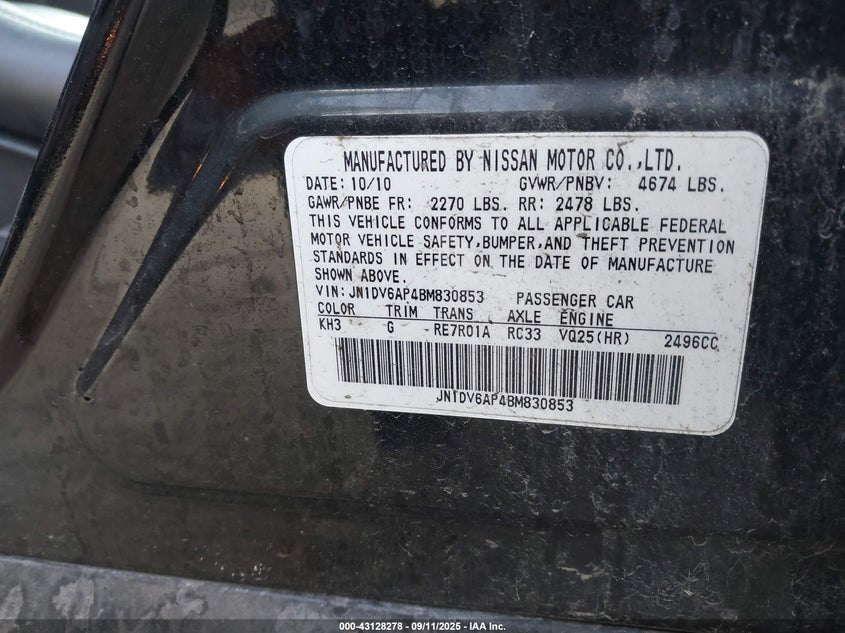 MANUFACTURED BY NISSAN MOTOR CO.,LTD.
DATE: 10/10 GVWR/PNBV: 4674 LBS.
GAWR/PNBE FR: 2270 LBS. RR: 2478 LBS.
THIS VEHICLE CONFORMS TO ALL APPLICABLE FEDERAL
MOTOR VEHICLE SAFETY,BUMPER,AND THEFT PREVENTION
STANDARDS IN EFFECT ON THE DATE OF MANUFACTURE
SHOWN ABOVE.
VIN:JN1DV6AP4BM830853 PASSENGER CAR
COLOR TRIM TRANS AXLE ENGINE
KH3 G RE7R01A RC33 VQ25(HR) 2496CC
JN1DV6AP4BM830853
000-43128278 - 09/11/2025 - IAA Inc.